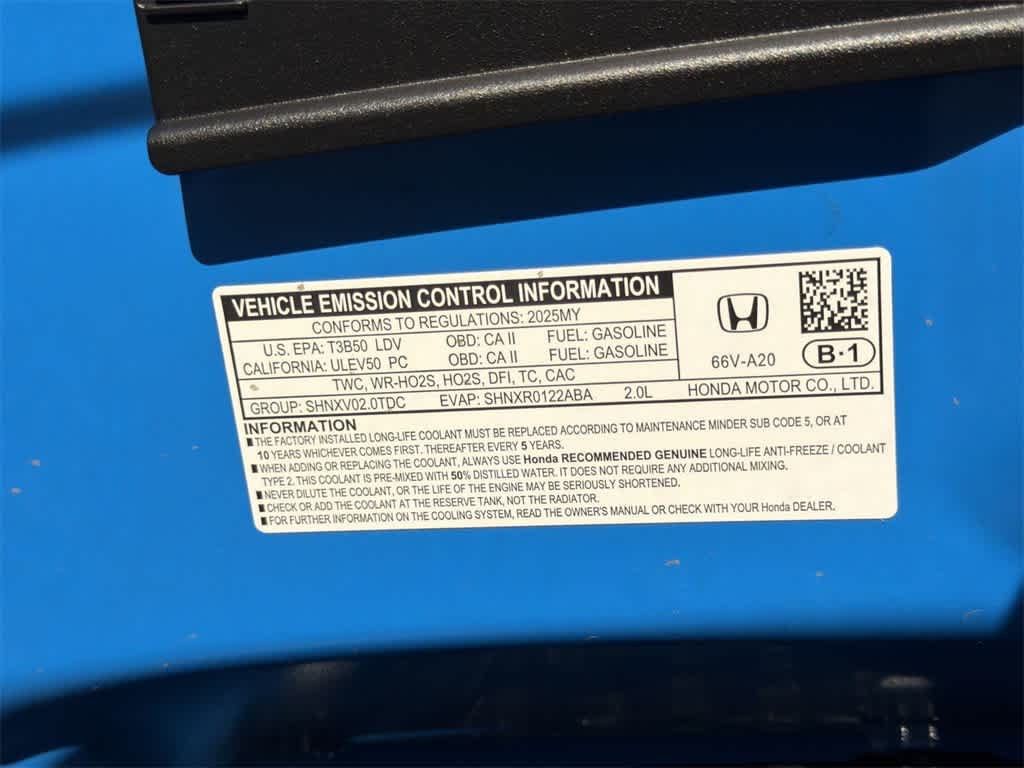 VEHICLE EMISSION CONTROL INFORMATION
CONFORMS TO REGULATIONS: 2025MY
U.S. EPA: T3B50 LDV OBD: CA II FUEL: GASOLINE
CALIFORNIA: ULEV50 PC OBD: CA II FUEL: GASOLINE
TWC, WR-HO2S, HO2S, DFI, TC, CAC
GROUP: SHNXV02.0TDC EVAP: SHNXR0122ABA 2.0L
66V-A20
B·1
HONDA MOTOR CO., LTD.
INFORMATION
■ THE FACTORY INSTALLED LONG-LIFE COOLANT MUST BE REPLACED ACCORDING TO MAINTENANCE MINDER SUB CODE 5, OR AT
10 YEARS WHICHEVER COMES FIRST. THEREAFTER EVERY 5 YEARS.
■ WHEN ADDING OR REPLACING THE COOLANT, ALWAYS USE Honda RECOMMENDED GENUINE LONG-LIFE ANTI-FREEZE / COOLANT
TYPE 2. THIS COOLANT IS PRE-MIXED WITH 50% DISTILLED WATER. IT DOES NOT REQUIRE ANY ADDITIONAL MIXING.
■ NEVER DILUTE THE COOLANT, OR THE LIFE OF THE ENGINE MAY BE SERIOUSLY SHORTENED.
■ CHECK OR ADD THE COOLANT AT THE RESERVE TANK, NOT THE RADIATOR.
■ FOR FURTHER INFORMATION ON THE COOLING SYSTEM, READ THE OWNER'S MANUAL OR CHECK WITH YOUR Honda DEALER.